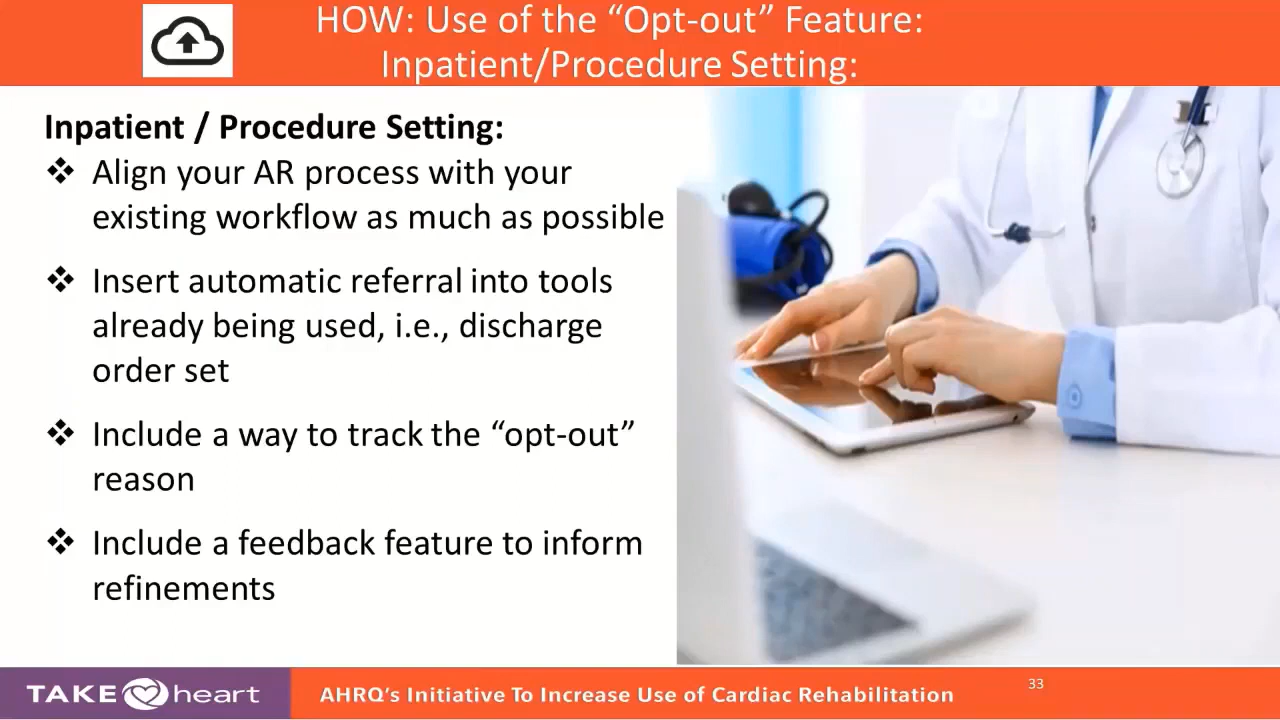 HOW: Use of the “Opt-out” Feature:
Inpatient/Procedure Setting:
Inpatient / Procedure Setting:
❖ Align your AR process with your
existing workflow as much as possible
❖ Insert automatic referral into tools
already being used, i.e., discharge
order set
❖ Include a way to track the “opt-out”
reason
❖ Include a feedback feature to inform
refinements
TAKE heart
AHRQ’s Initiative To Increase Use of Cardiac Rehabilitation
33